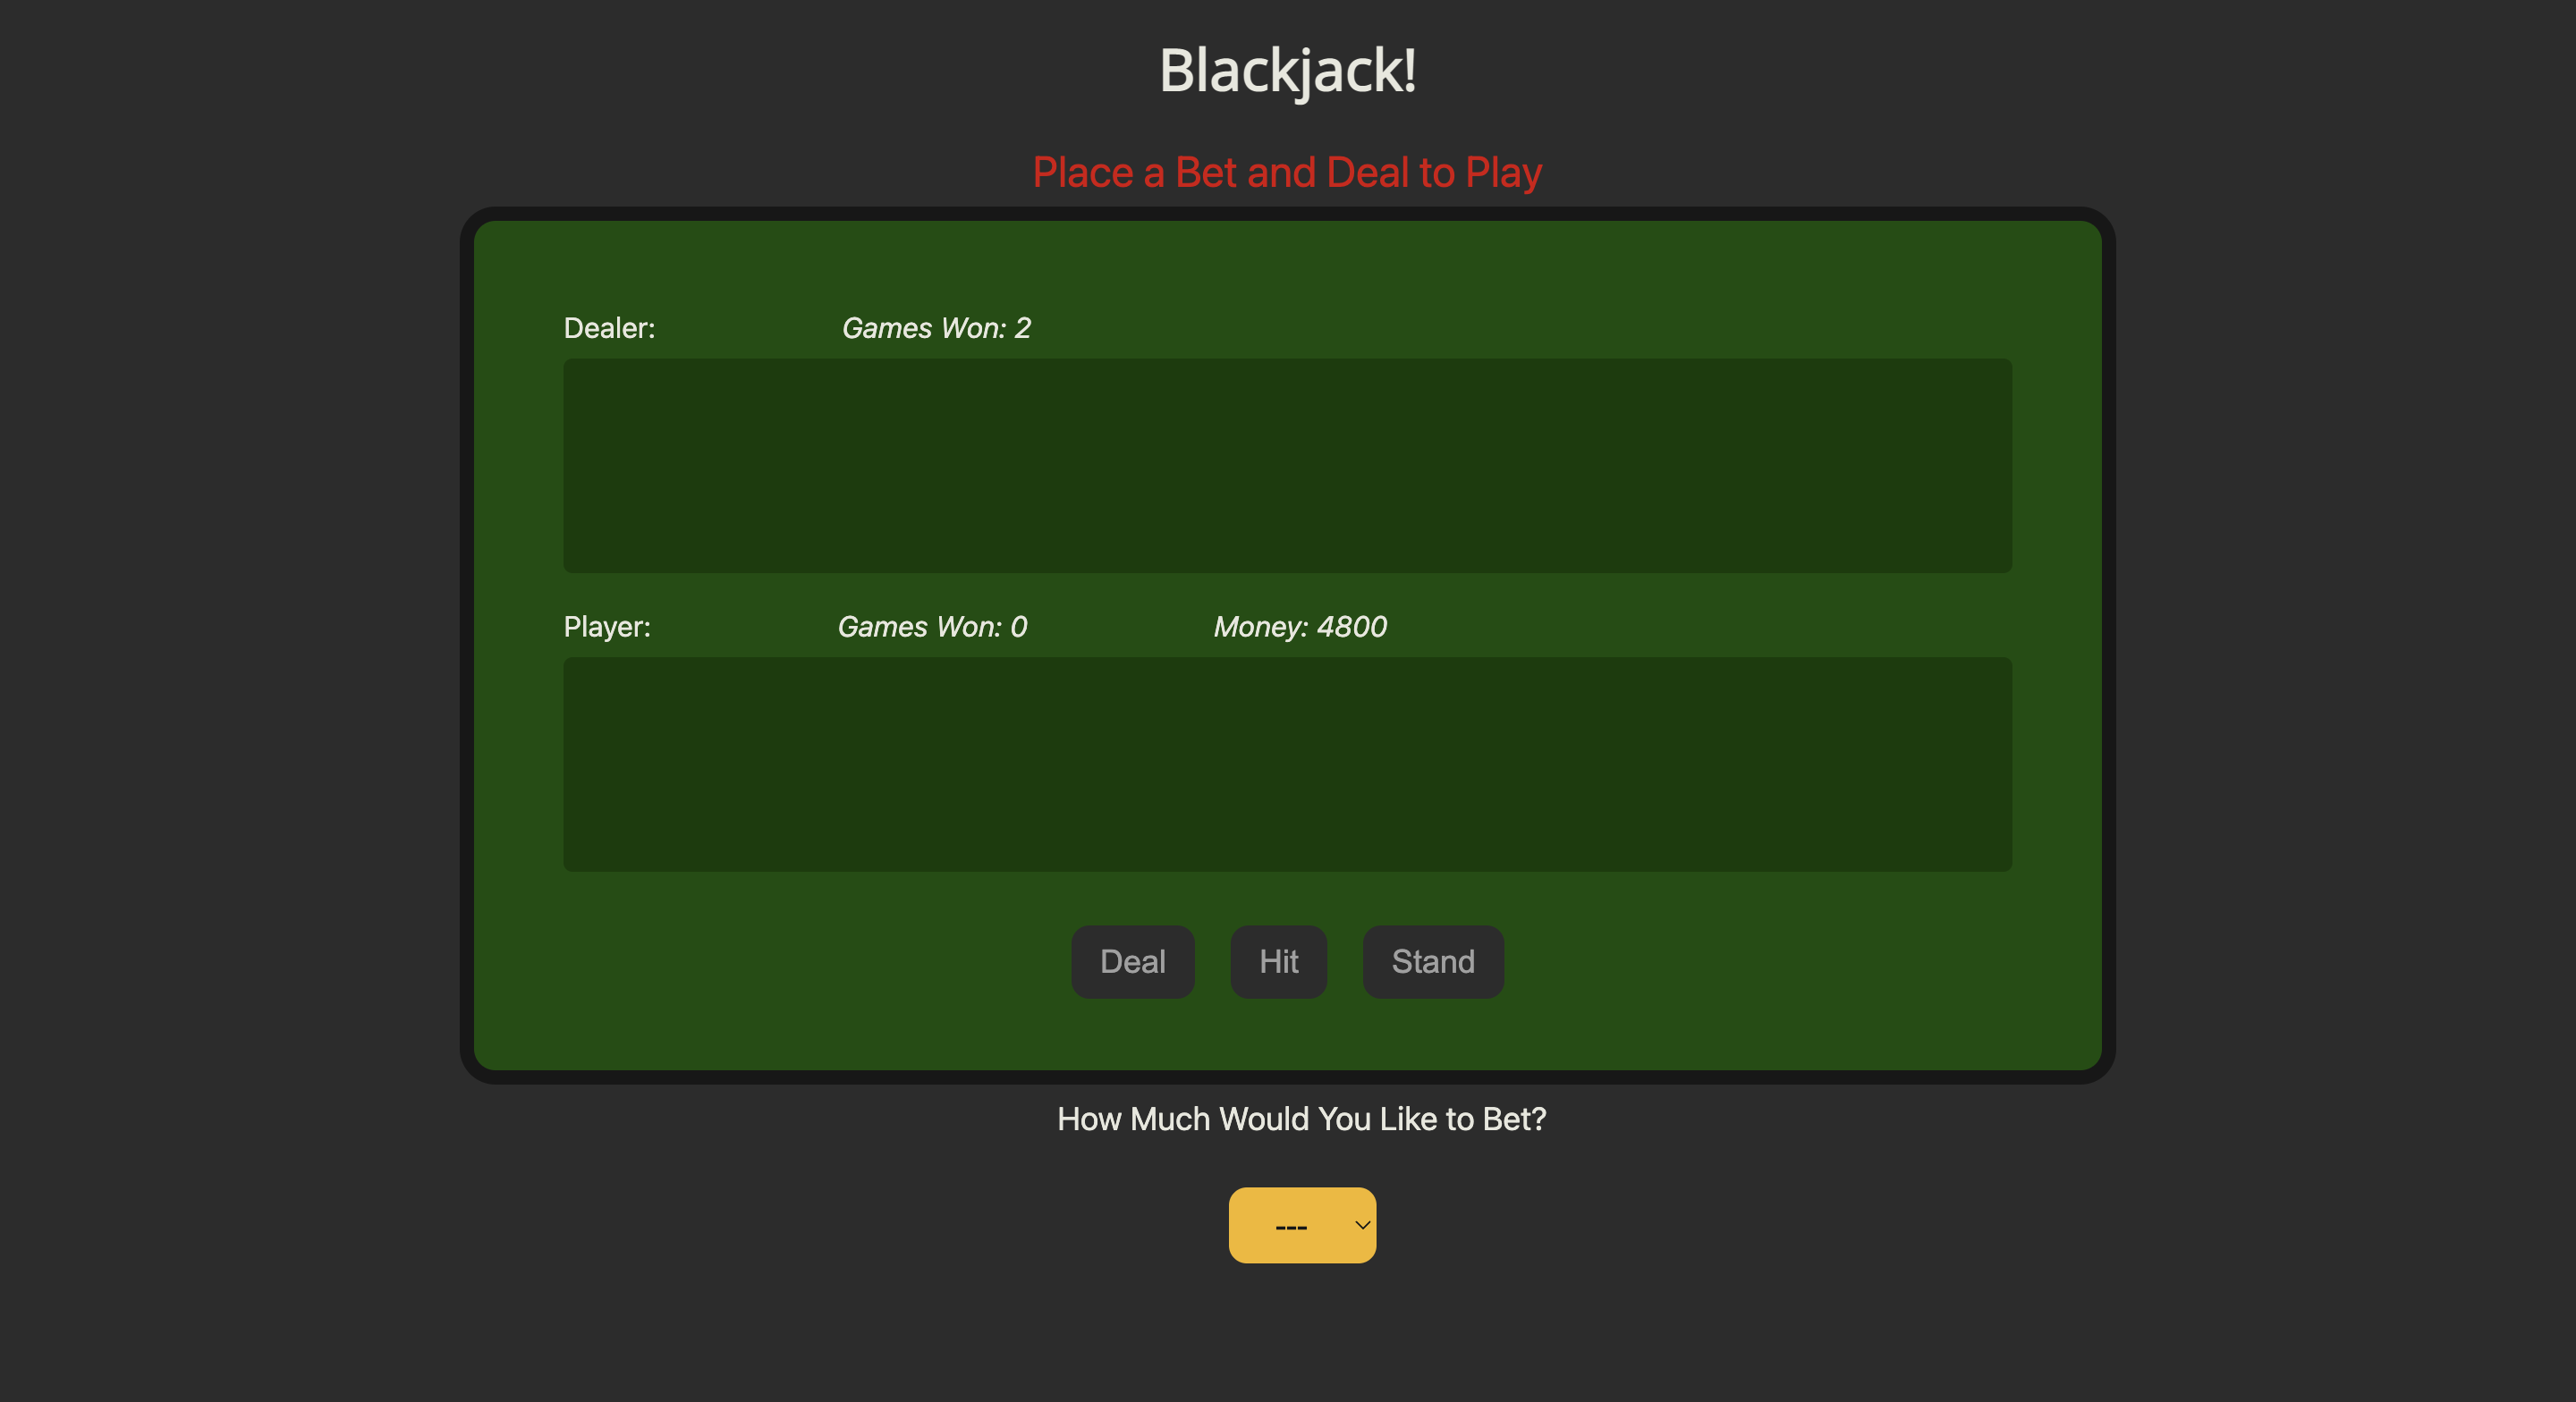 Blackjack!
Place a Bet and Deal to Play
Dealer: Games Won: 2
Player: Games Won: 0 Money: 4800
Deal Hit Stand
How Much Would You Like to Bet?
---